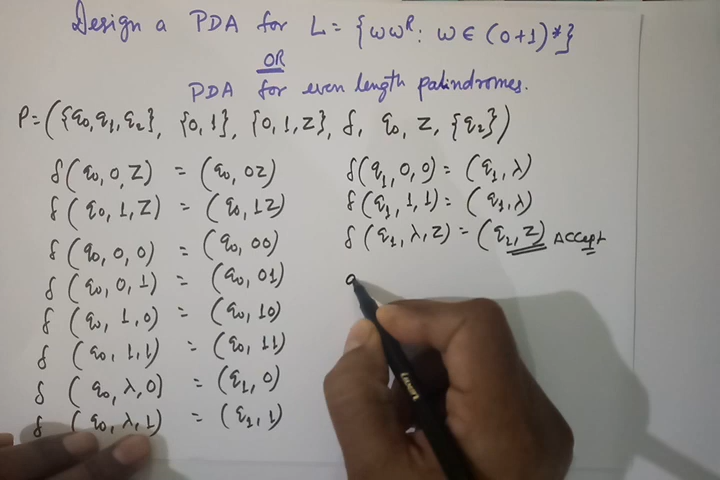 Design a PDA for L = {ww^R : w ∈ (0+1)*}
OR
PDA for even length palindromes.
P = ({q0, q1, q2}, {0, 1}, {0, 1, Z}, δ, q0, Z, {q2})
δ(q0, 0, Z) = (q0, 0Z)
δ(q0, 1, Z) = (q0, 1Z)
δ(q0, 0, 0) = (q0, 00)
δ(q0, 0, 1) = (q0, 01)
δ(q0, 1, 0) = (q0, 10)
δ(q0, 1, 1) = (q0, 11)
δ(q0, λ, 0) = (q1, 0)
δ(q0, λ, 1) = (q1, 1)
δ(q1, 0, 0) = (q1, λ)
δ(q1, 1, 1) = (q1, λ)
δ(q1, λ, Z) = (q2, Z) Accept